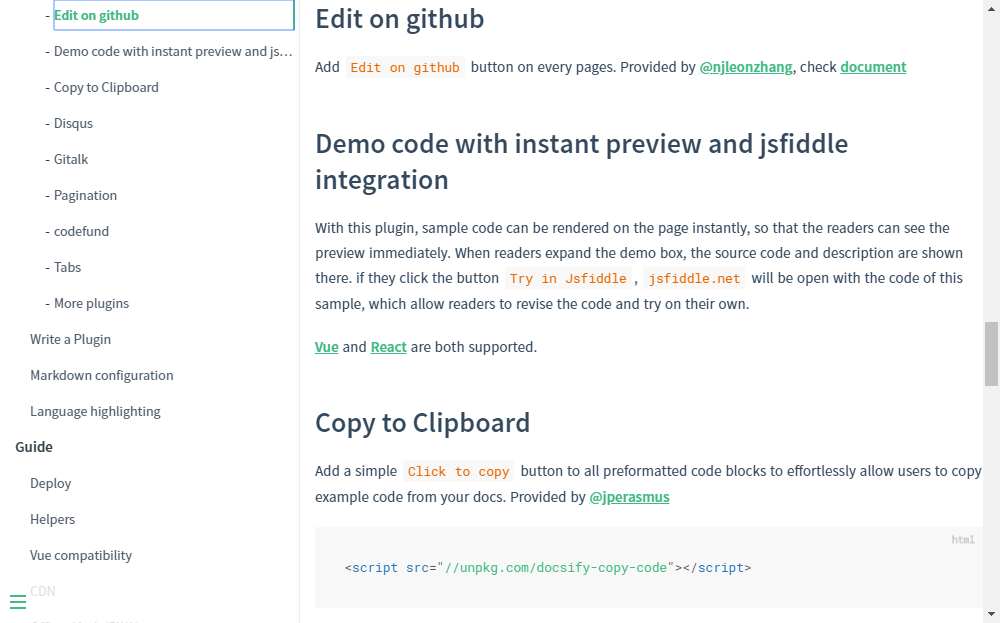 - Edit on github
- Demo code with instant preview and js…
- Copy to Clipboard
- Disqus
- Gitalk
- Pagination
- codefund
- Tabs
- More plugins
Write a Plugin
Markdown configuration
Language highlighting
Guide
Deploy
Helpers
Vue compatibility
CDN
Edit on github
Add Edit on github button on every pages. Provided by @njleonzhang, check document
Demo code with instant preview and jsfiddle
integration
With this plugin, sample code can be rendered on the page instantly, so that the readers can see the
preview immediately. When readers expand the demo box, the source code and description are shown
there. if they click the button Try in Jsfiddle , jsfiddle.net will be open with the code of this
sample, which allow readers to revise the code and try on their own.
Vue and React are both supported.
Copy to Clipboard
Add a simple Click to copy button to all preformatted code blocks to effortlessly allow users to copy
example code from your docs. Provided by @jperasmus
html
<script src="//unpkg.com/docsify-copy-code"></script>